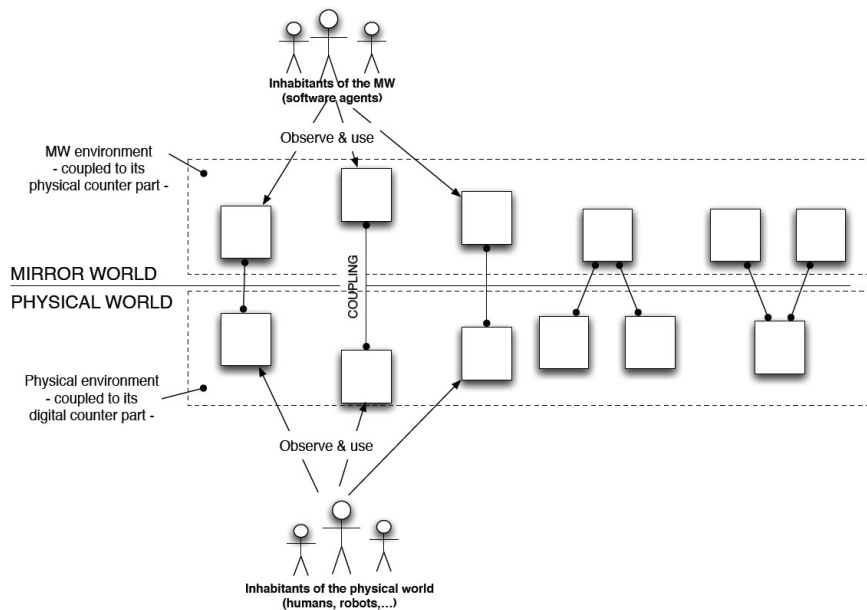 Inhabitants of the MW
(software agents)
Observe & use
MW environment
- coupled to its
physical counter part -
COUPLING
MIRROR WORLD
PHYSICAL WORLD
Physical environment
- coupled to its
digital counter part -
Observe & use
Inhabitants of the physical world
(humans, robots,...)